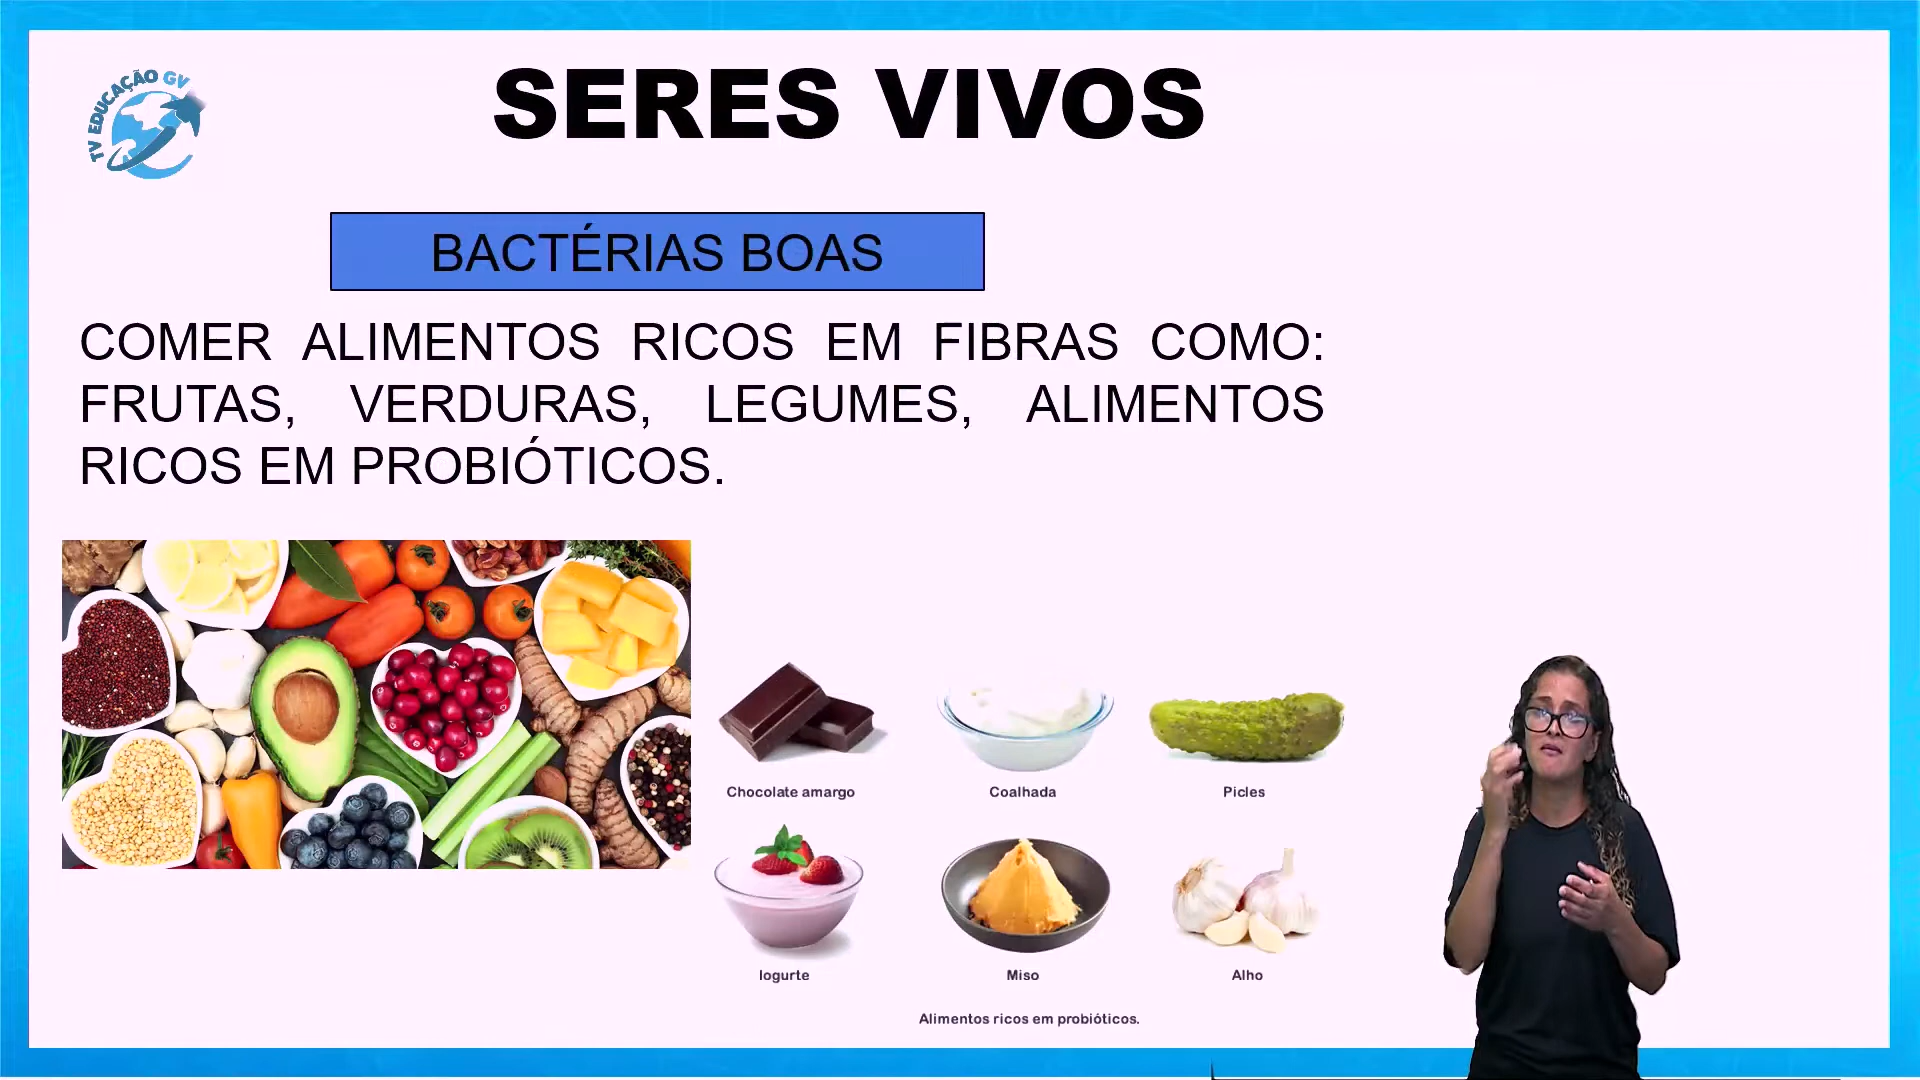 TV EDUCAÇÃO GV
SERES VIVOS
BACTÉRIAS BOAS
COMER ALIMENTOS RICOS EM FIBRAS COMO:
FRUTAS, VERDURAS, LEGUMES, ALIMENTOS
RICOS EM PROBIÓTICOS.
Chocolate amargo
Coalhada
Picles
Iogurte
Miso
Alho
Alimentos ricos em probióticos.